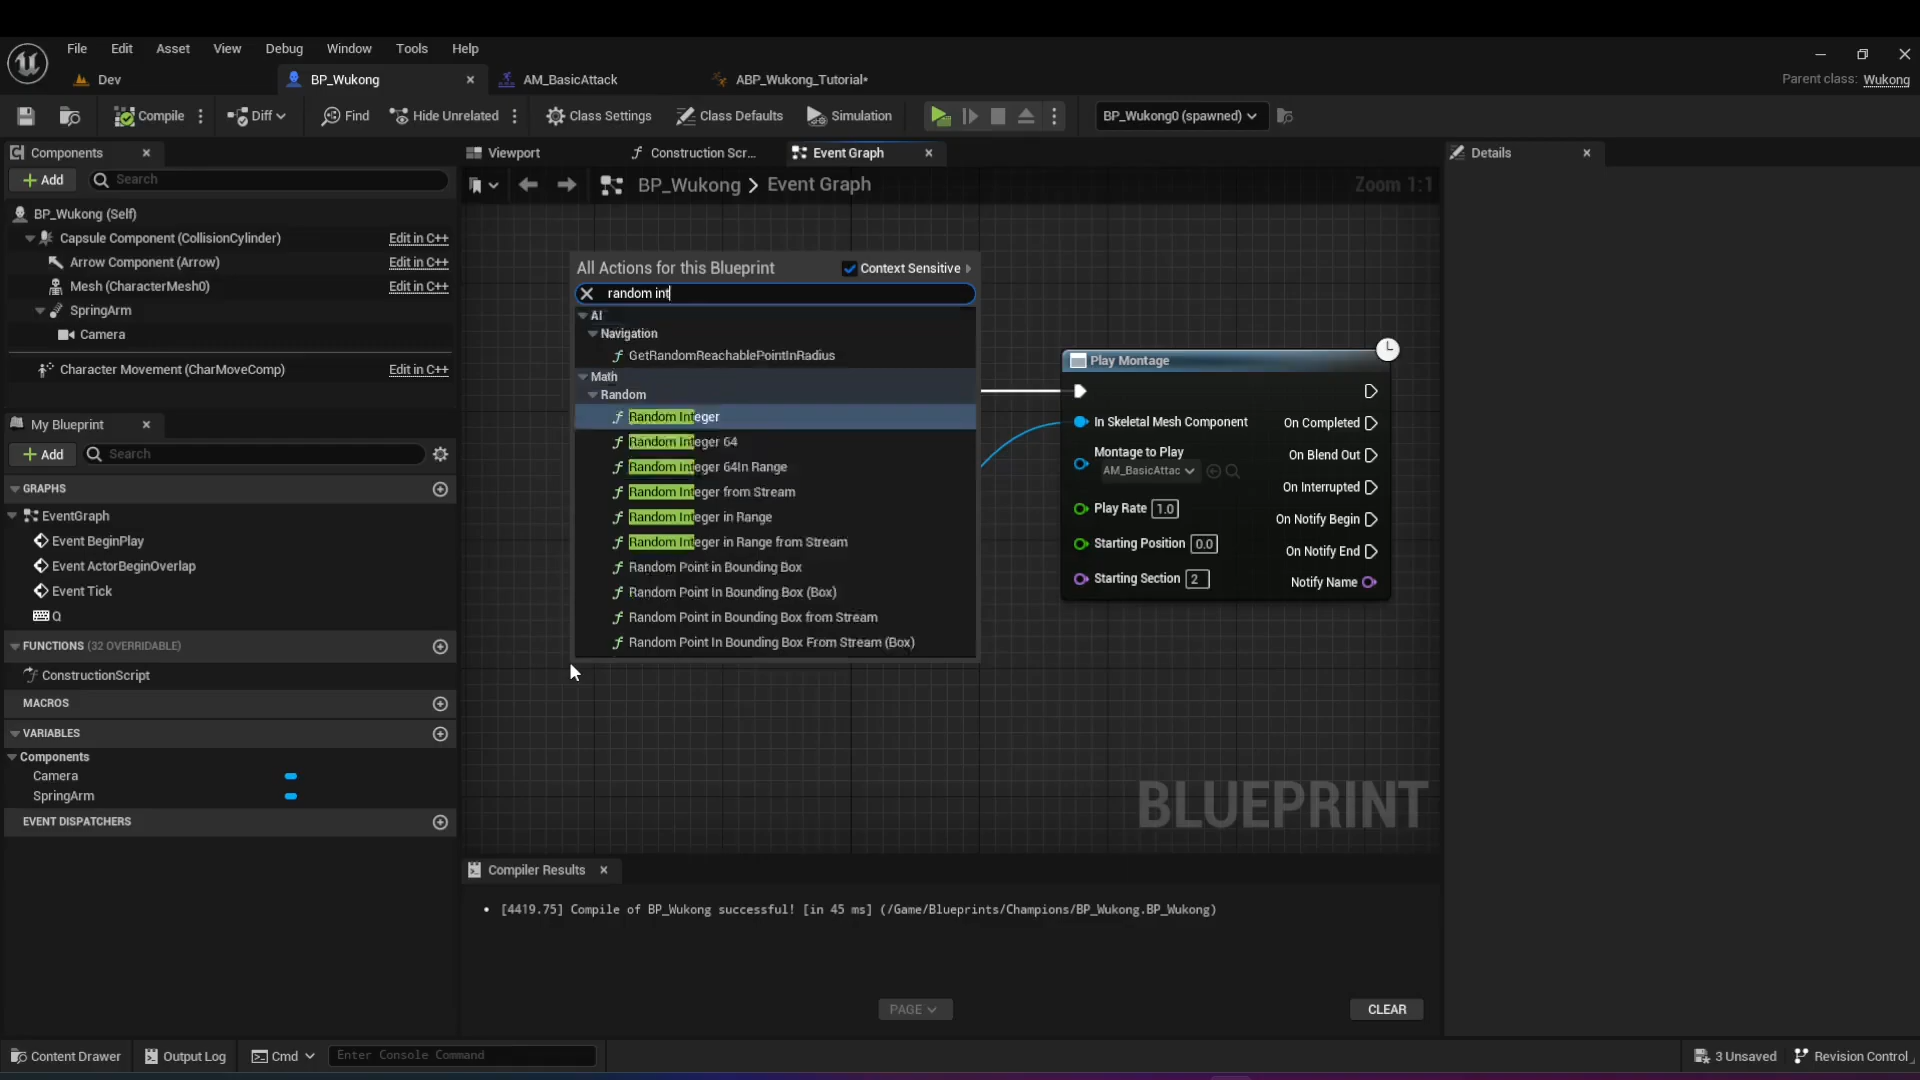 File Edit Asset View Debug Window Tools Help
Dev BP_Wukong AM_BasicAttack ABP_Wukong_Tutorial•
Parent class: Wukong
Compile Diff Find Hide Unrelated Class Settings Class Defaults Simulation BP_Wukong0 (spawned)
Components
Add Search
BP_Wukong (Self)
Capsule Component (CollisionCylinder) Edit in C++
Arrow Component (Arrow) Edit in C++
Mesh (CharacterMesh0) Edit in C++
SpringArm
Camera
Character Movement (CharMoveComp) Edit in C++
My Blueprint
Add Search
GRAPHS
EventGraph
Event BeginPlay
Event ActorBeginOverlap
Event Tick
Q
FUNCTIONS (32 OVERRIDABLE)
ConstructionScript
MACROS
VARIABLES
Components
Camera
SpringArm
EVENT DISPATCHERS
Viewport Construction Scr... Event Graph
BP_Wukong > Event Graph Zoom 1:1
All Actions for this Blueprint Context Sensitive
random int
AI
Navigation
GetRandomReachablePointInRadius
Math
Random
Random Integer
Random Integer 64
Random Integer 64In Range
Random Integer from Stream
Random Integer in Range
Random Integer in Range from Stream
Random Point in Bounding Box
Random Point In Bounding Box (Box)
Random Point in Bounding Box from Stream
Random Point In Bounding Box From Stream (Box)
Play Montage
In Skeletal Mesh Component On Completed
Montage to Play On Blend Out
AM_BasicAttac
On Interrupted
Play Rate 1.0 On Notify Begin
Starting Position 0.0 On Notify End
Starting Section 2 Notify Name
BLUEPRINT
Compiler Results
• [4419.75] Compile of BP_Wukong successful! [in 45 ms] (/Game/Blueprints/Champions/BP_Wukong.BP_Wukong)
PAGE CLEAR
Details
Content Drawer Output Log Cmd Enter Console Command 3 Unsaved Revision Control